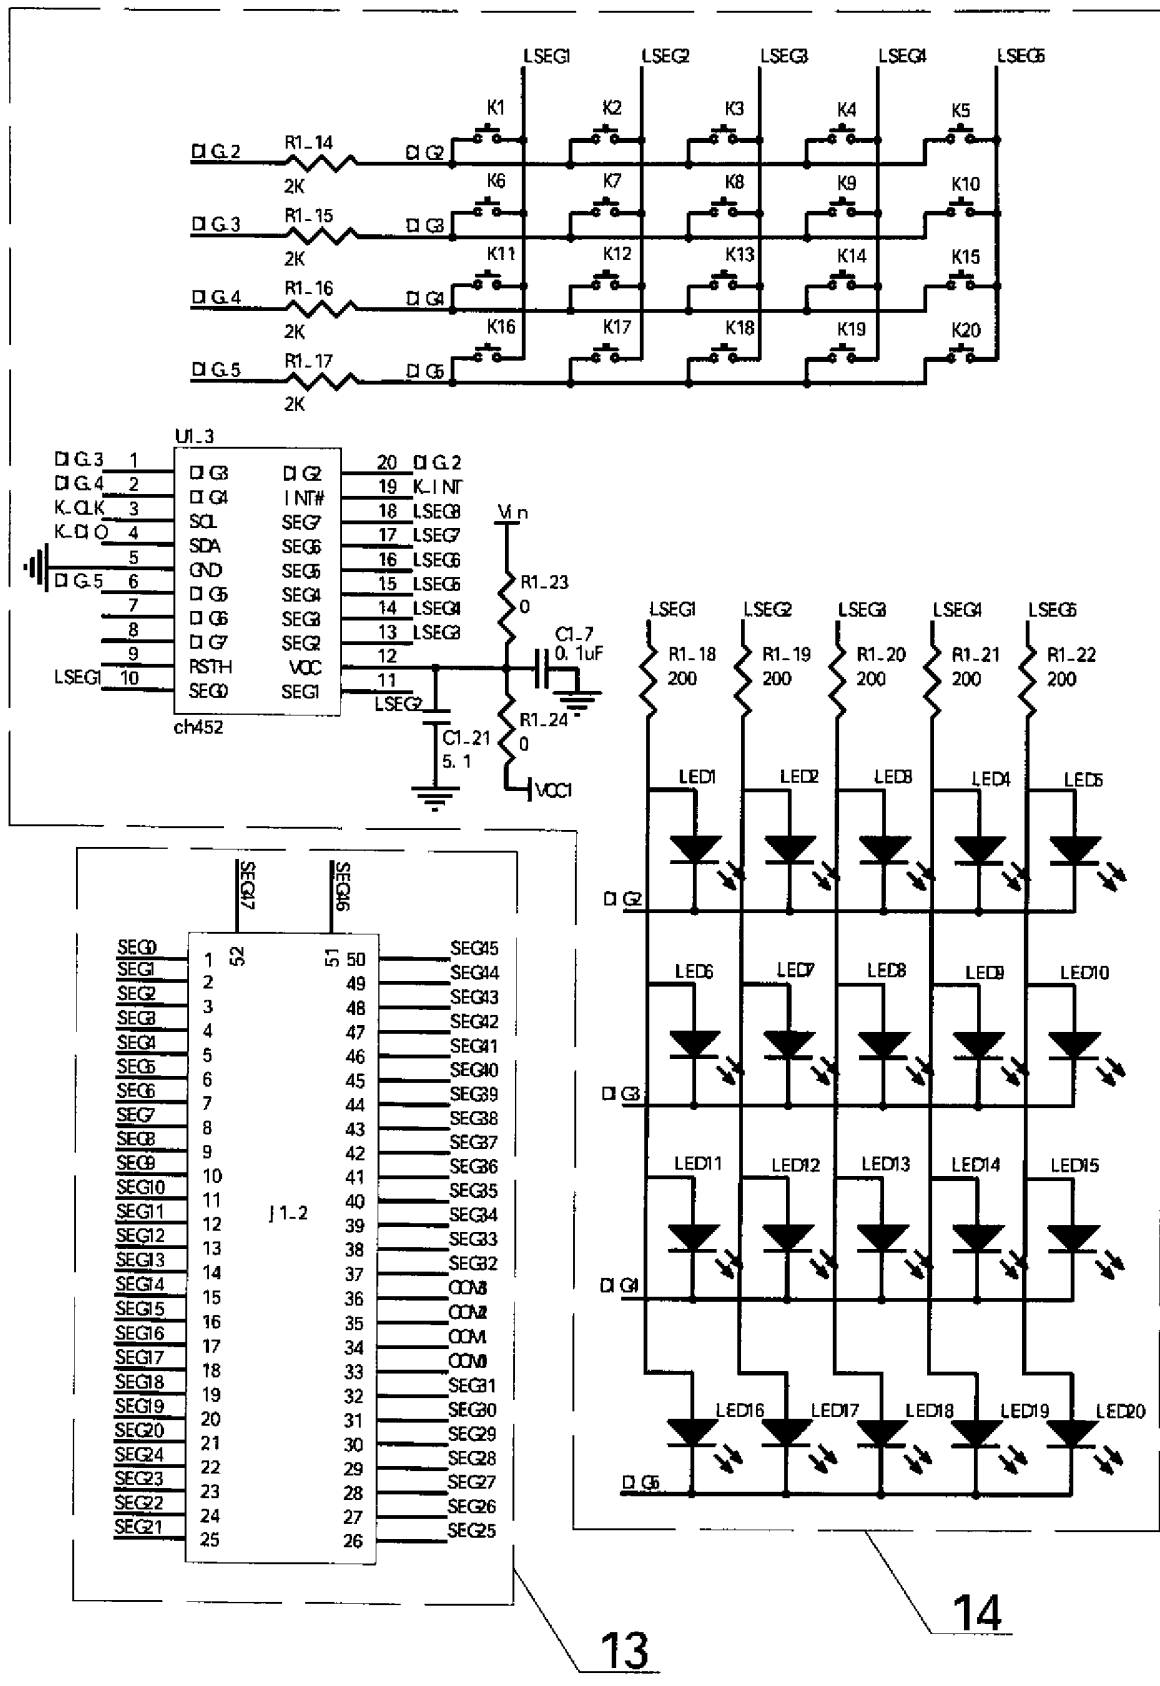 LSEG1 LSEG2 LSEG3 LSEG4 LSEG5
K1 K2 K3 K4 K5
DIG.2 R1_14 DIG2
2K
K6 K7 K8 K9 K10
DIG.3 R1_15 DIG3
2K
K11 K12 K13 K14 K15
DIG.4 R1_16 DIG4
2K
K16 K17 K18 K19 K20
DIG.5 R1_17 DIG5
2K
U1_3
DIG.3 1 DIG3 DIG2 20 DIG.2
DIG.4 2 DIG4 INT# 19 K_INT
K_CLK 3 SCL SEG7 18 LSEG8
K_DIO 4 SDA SEG6 17 LSEG7
5 GND SEG5 16 LSEG6
DIG.5 6 DIG5 SEG4 15 LSEG5
7 DIG6 SEG3 14 LSEG4
8 DIG7 SEG2 13 LSEG3
9 RSTH VCC 12
LSEG1 10 SEG0 SEG1 11 LSEG2
ch452
Vin
R1_23
0
C1_7
0.1uF
R1_24
0
C1_21
5.1
VCC1
LSEG1 LSEG2 LSEG3 LSEG4 LSEG5
R1_18 R1_19 R1_20 R1_21 R1_22
200 200 200 200 200
LED1 LED2 LED3 LED4 LED5
DIG2
LED6 LED7 LED8 LED9 LED10
DIG3
LED11 LED12 LED13 LED14 LED15
DIG4
LED16 LED17 LED18 LED19 LED20
DIG5
SEG47 SEG46
52 51
SEG0 1 50 SEG45
SEG1 2 49 SEG44
SEG2 3 48 SEG43
SEG3 4 47 SEG42
SEG4 5 46 SEG41
SEG5 6 45 SEG40
SEG6 7 44 SEG39
SEG7 8 43 SEG38
SEG8 9 42 SEG37
SEG9 10 41 SEG36
SEG10 11 40 SEG35
J1_2
SEG11 12 39 SEG34
SEG12 13 38 SEG33
SEG13 14 37 SEG32
SEG14 15 36 COM3
SEG15 16 35 COM2
SEG16 17 34 COM1
SEG17 18 33 COM0
SEG18 19 32 SEG31
SEG19 20 31 SEG30
SEG20 21 30 SEG29
SEG24 22 29 SEG28
SEG23 23 28 SEG27
SEG22 24 27 SEG26
SEG21 25 26 SEG25
14
13